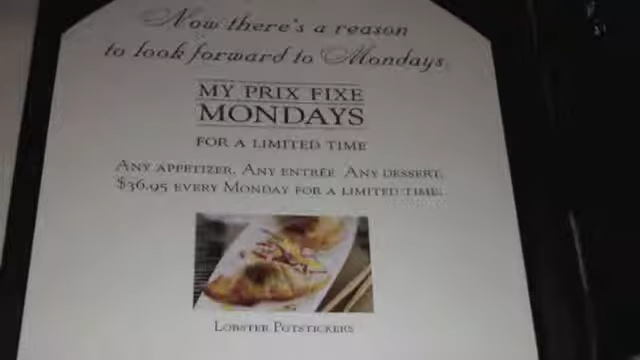 Now there's a reason
to look forward to Mondays
MY PRIX FIXE
MONDAYS
FOR A LIMITED TIME
ANY APPETIZER. ANY ENTRÉE ANY DESSERT.
$36.95 EVERY MONDAY FOR A LIMITED TIME.
LOBSTER POTSTICKERS